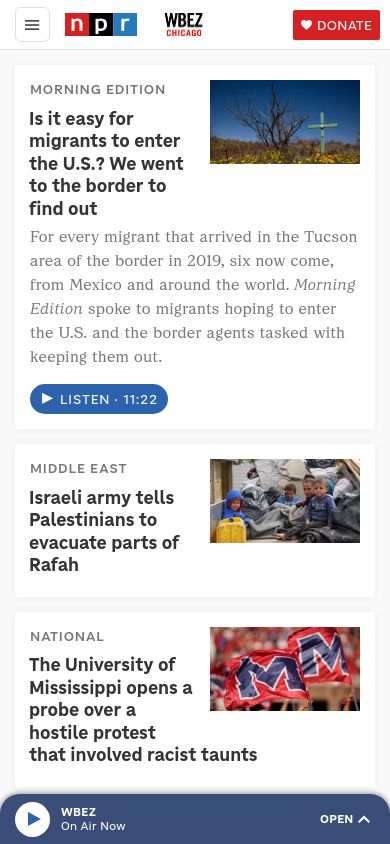 npr
WBEZ
CHICAGO
DONATE
MORNING EDITION
Is it easy for
migrants to enter
the U.S.? We went
to the border to
find out
For every migrant that arrived in the Tucson
area of the border in 2019, six now come,
from Mexico and around the world. Morning
Edition spoke to migrants hoping to enter
the U.S. and the border agents tasked with
keeping them out.
LISTEN · 11:22
MIDDLE EAST
Israeli army tells
Palestinians to
evacuate parts of
Rafah
NATIONAL
The University of
Mississippi opens a
probe over a
hostile protest
that involved racist taunts
M M
WBEZ
On Air Now
OPEN